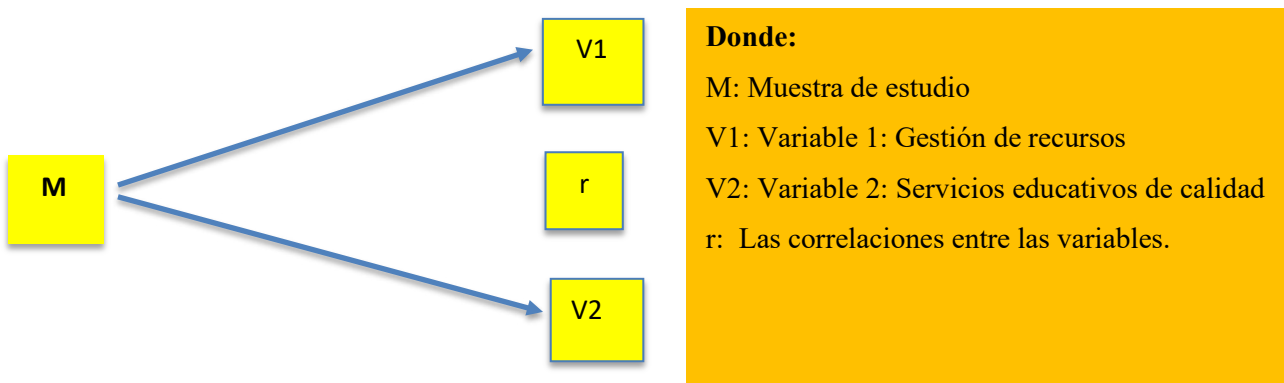 V1
M
r
V2
Donde:
M: Muestra de estudio
V1: Variable 1: Gestión de recursos
V2: Variable 2: Servicios educativos de calidad
r: Las correlaciones entre las variables.